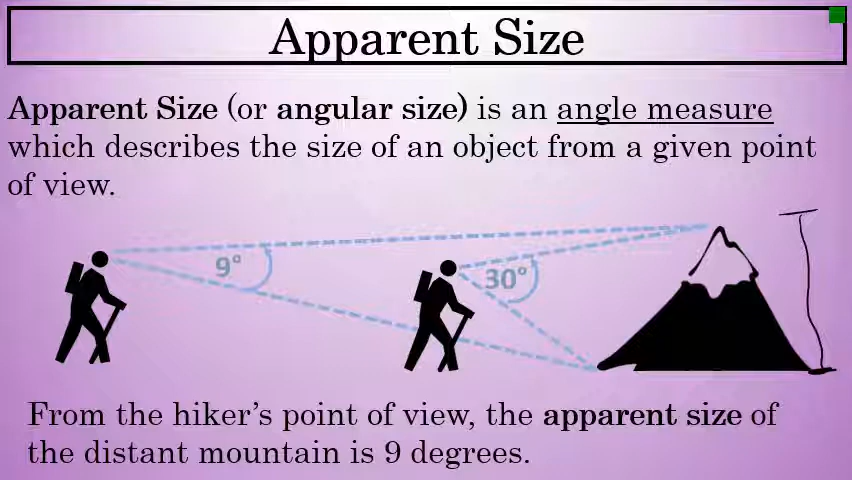 Apparent Size
Apparent Size (or angular size) is an angle measure
which describes the size of an object from a given point
of view.
9°
30°
From the hiker's point of view, the apparent size of
the distant mountain is 9 degrees.